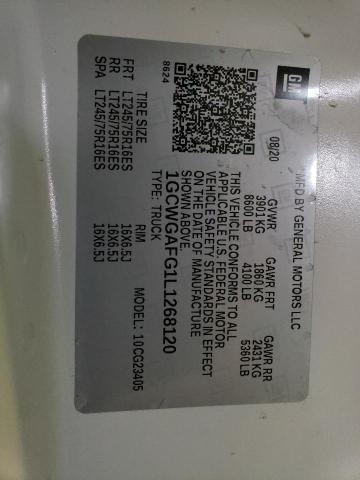 GM
MFD BY GENERAL MOTORS LLC
08/20 GVWR GAWR FRT GAWR RR
3901 KG 1860 KG 2431 KG
8600 LB 4100 LB 5360 LB
THIS VEHICLE CONFORMS TO ALL
APPLICABLE U.S. FEDERAL MOTOR
VEHICLE SAFETY STANDARDS IN EFFECT
ON THE DATE OF MANUFACTURE
SHOWN ABOVE.
1GCWGAFG1L1268120
TYPE: TRUCK MODEL: 10CG23405
8624
TIRE SIZE RIM
FRT LT245/75R16ES 16X6.5J
RR LT245/75R16ES 16X6.5J
SPA LT245/75R16ES 16X6.5J